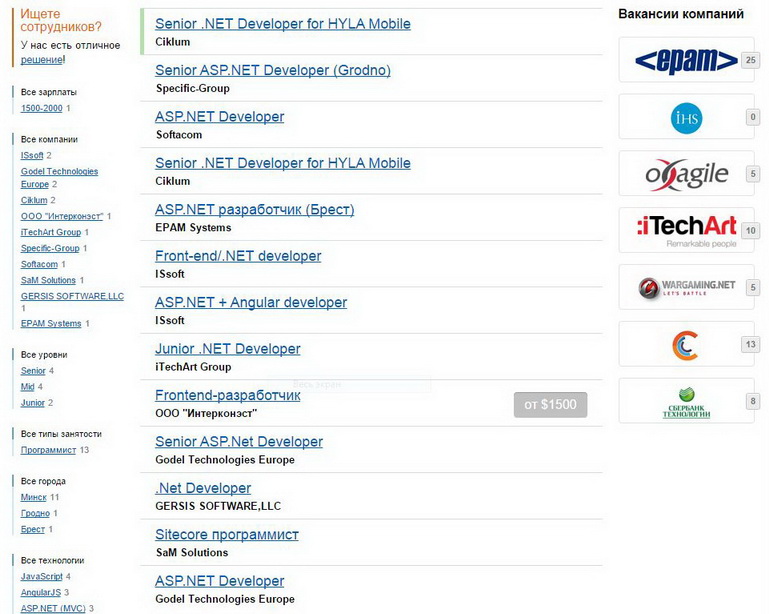 Ищете
сотрудников?
У нас есть отличное
решение!
Все зарплаты
1500-2000 1
Все компании
ISsoft 2
Godel Technologies
Europe 2
Ciklum 2
ООО "Интерконэст" 1
iTechArt Group 1
Specific-Group 1
Softacom 1
SaM Solutions 1
GERSIS SOFTWARE,LLC
1
EPAM Systems 1
Все уровни
Senior 4
Mid 4
Junior 2
Все типы занятости
Программист 13
Все города
Минск 11
Гродно 1
Брест 1
Все технологии
JavaScript 4
AngularJS 3
ASP.NET (MVC) 3
Senior .NET Developer for HYLA Mobile
Ciklum
Senior ASP.NET Developer (Grodno)
Specific-Group
ASP.NET Developer
Softacom
Senior .NET Developer for HYLA Mobile
Ciklum
ASP.NET разработчик (Брест)
EPAM Systems
Front-end/.NET developer
ISsoft
ASP.NET + Angular developer
ISsoft
Junior .NET Developer
iTechArt Group
Весь экран
Frontend-разработчик
ООО "Интерконэст"
от $1500
Senior ASP.Net Developer
Godel Technologies Europe
.Net Developer
GERSIS SOFTWARE,LLC
Sitecore программист
SaM Solutions
ASP.NET Developer
Godel Technologies Europe
Вакансии компаний
<epam> 25
iHS 0
oxagile 5
:iTechArt 10
Remarkable people
WARGAMING.NET 5
LET'S BATTLE
13
СБЕРБАНК 8
ТЕХНОЛОГИИ